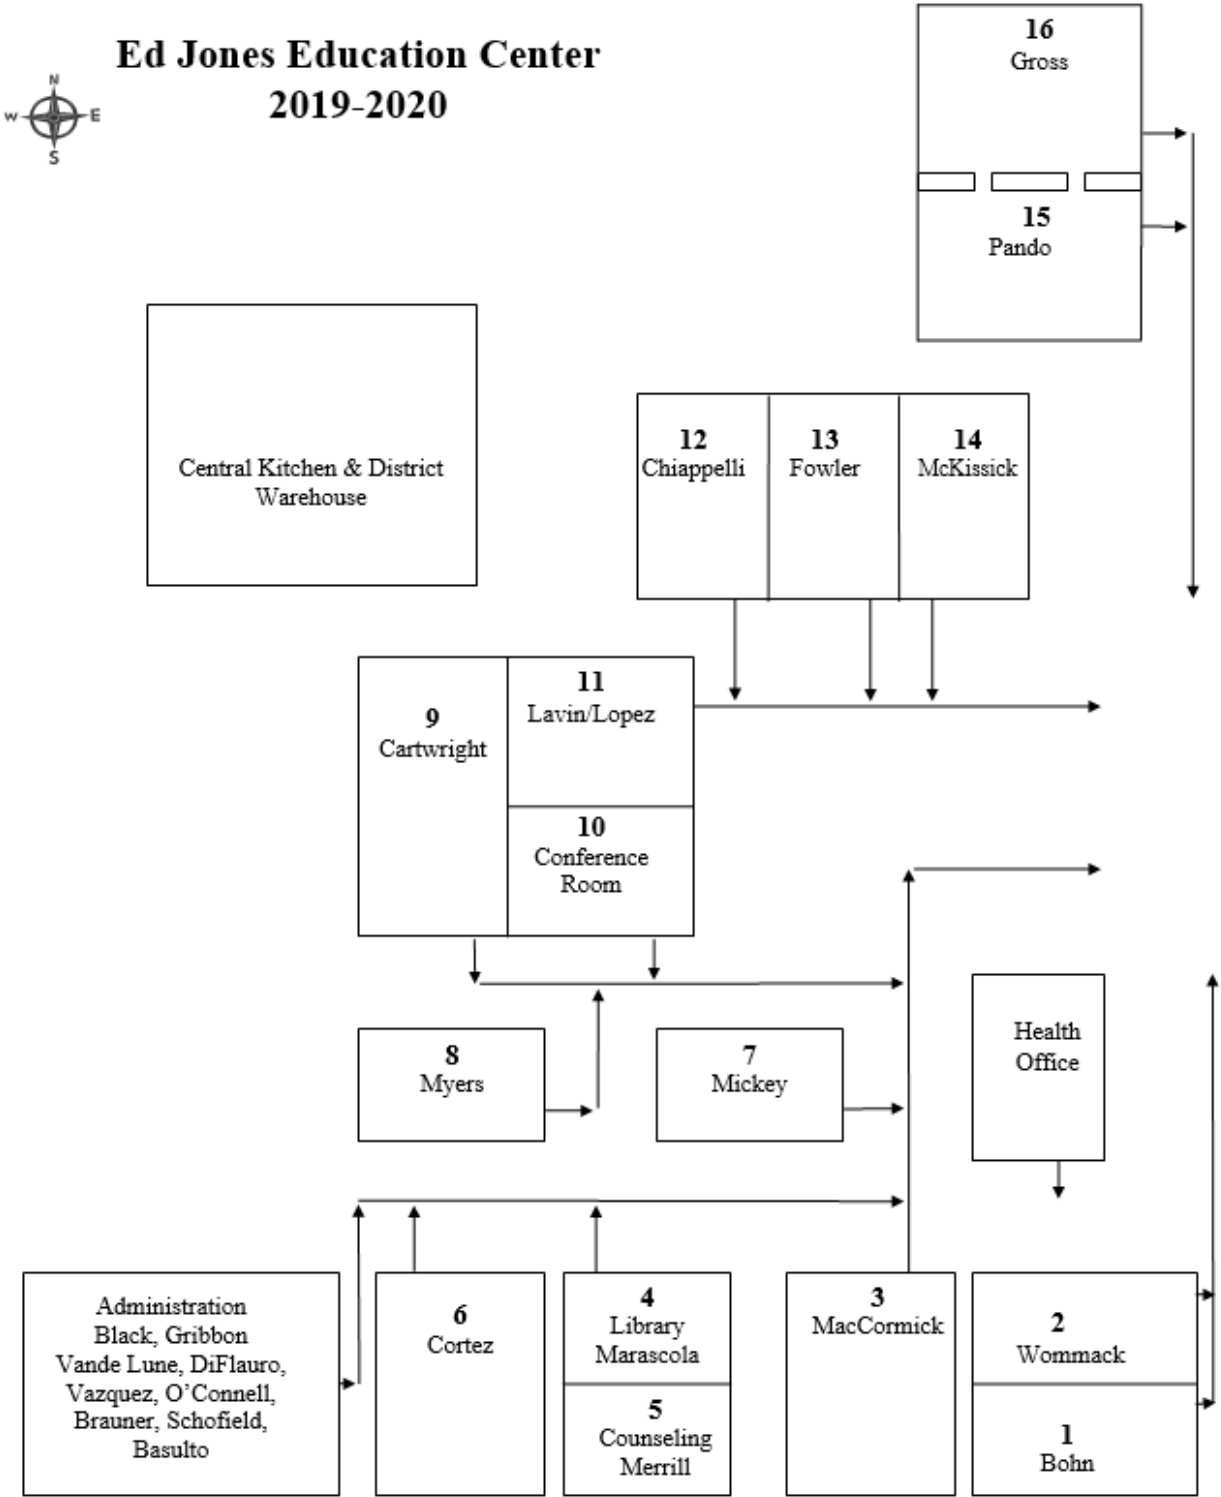 Ed Jones Education Center
2019-2020
N
W
E
S
16
Gross
15
Pando
Central Kitchen & District
Warehouse
12
Chiappelli
13
Fowler
14
McKissick
9
Cartwright
11
Lavin/Lopez
10
Conference
Room
8
Myers
7
Mickey
Health
Office
Administration
Black, Gribbon
Vande Lune, DiFlauro,
Vazquez, O’Connell,
Brauner, Schofield,
Basulto
6
Cortez
4
Library
Marascola
5
Counseling
Merrill
3
MacCormick
2
Wommack
1
Bohn